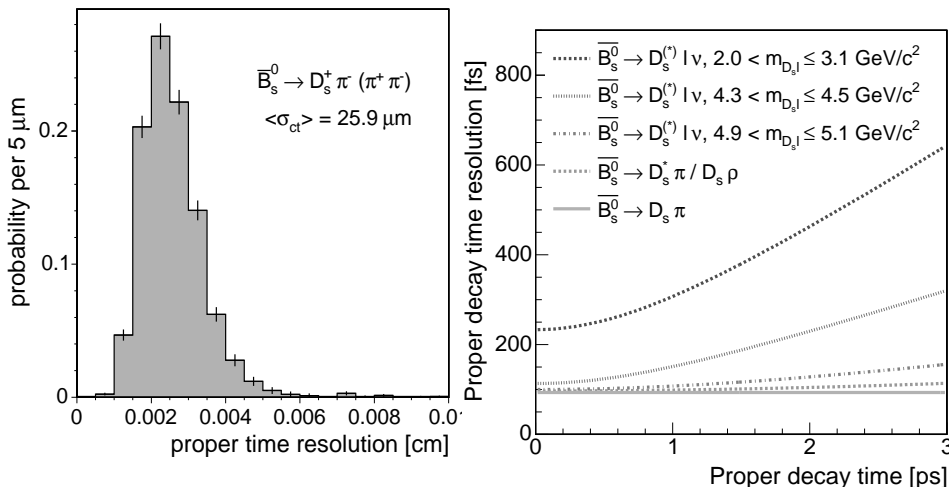 probability per 5 μm
0.2
0.1
0
B̅s⁰ → Ds⁺ π⁻ (π⁺ π⁻)
<σct> = 25.9 μm
0 0.002 0.004 0.006 0.008 0.01
proper time resolution [cm]
Proper decay time resolution [fs]
800
600
400
200
0
B̅s⁰ → Ds(*) l ν, 2.0 < mDsl ≤ 3.1 GeV/c²
B̅s⁰ → Ds(*) l ν, 4.3 < mDsl ≤ 4.5 GeV/c²
B̅s⁰ → Ds(*) l ν, 4.9 < mDsl ≤ 5.1 GeV/c²
B̅s⁰ → Ds* π / Ds ρ
B̅s⁰ → Ds π
0 1 2 3
Proper decay time [ps]